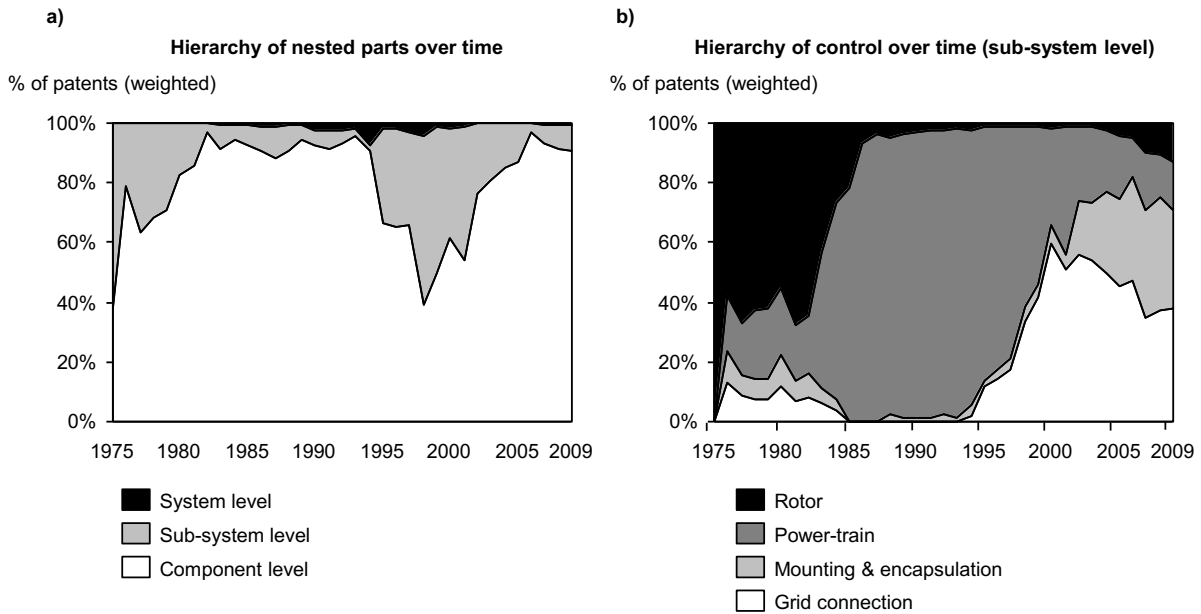 a)
Hierarchy of nested parts over time
% of patents (weighted)
100%
80%
60%
40%
20%
0%
1975 1980 1985 1990 1995 2000 2005 2009
System level
Sub-system level
Component level
b)
Hierarchy of control over time (sub-system level)
% of patents (weighted)
100%
80%
60%
40%
20%
0%
1975 1980 1985 1990 1995 2000 2005 2009
Rotor
Power-train
Mounting & encapsulation
Grid connection